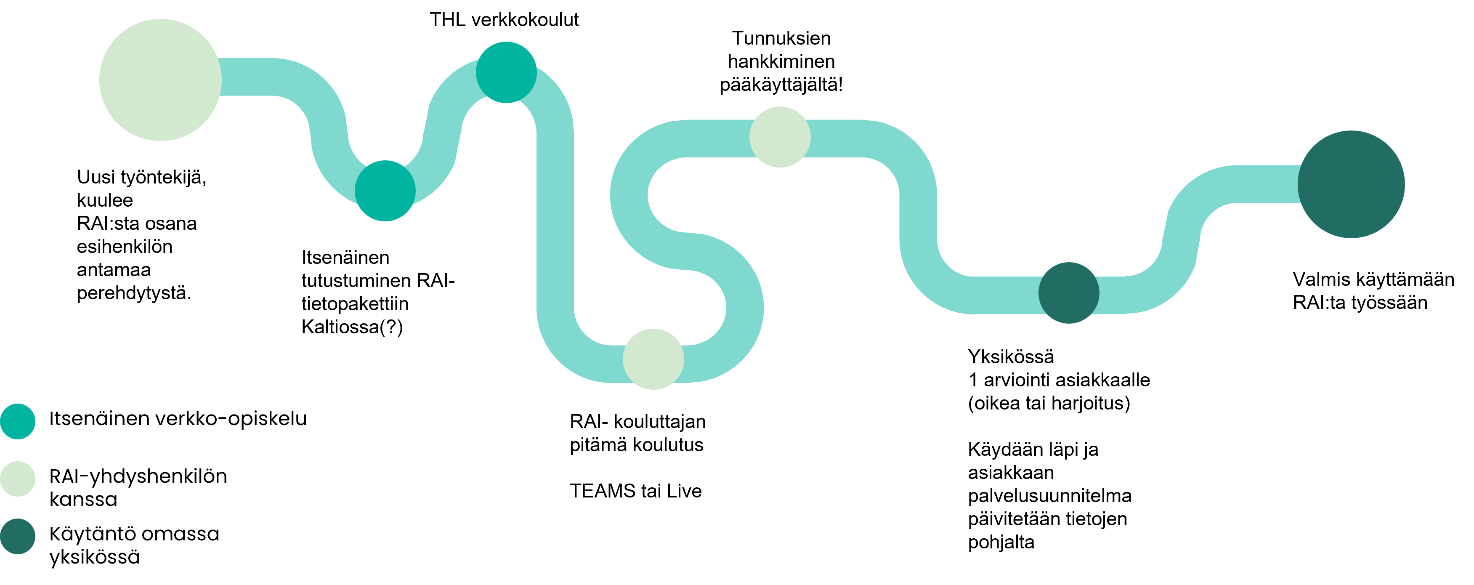 THL verkkokoulut
Tunnuksien
hankkiminen
pääkäyttäjältä!
Uusi työntekijä,
kuulee
RAI:sta osana
esihenkilön
antamaa
perehdytystä.
Itsenäinen
tutustuminen RAI-
tietopakettiin
Kaltiossa(?)
Valmis käyttämään
RAI:ta työssään
Yksikössä
1 arviointi asiakkaalle
(oikea tai harjoitus)
Käydään läpi ja
asiakkaan
palvelusuunnitelma
päivitetään tietojen
pohjalta
RAI- kouluttajan
pitämä koulutus
TEAMS tai Live
Itsenäinen verkko-opiskelu
RAI-yhdyshenkilön
kanssa
Käytäntö omassa
yksikössä